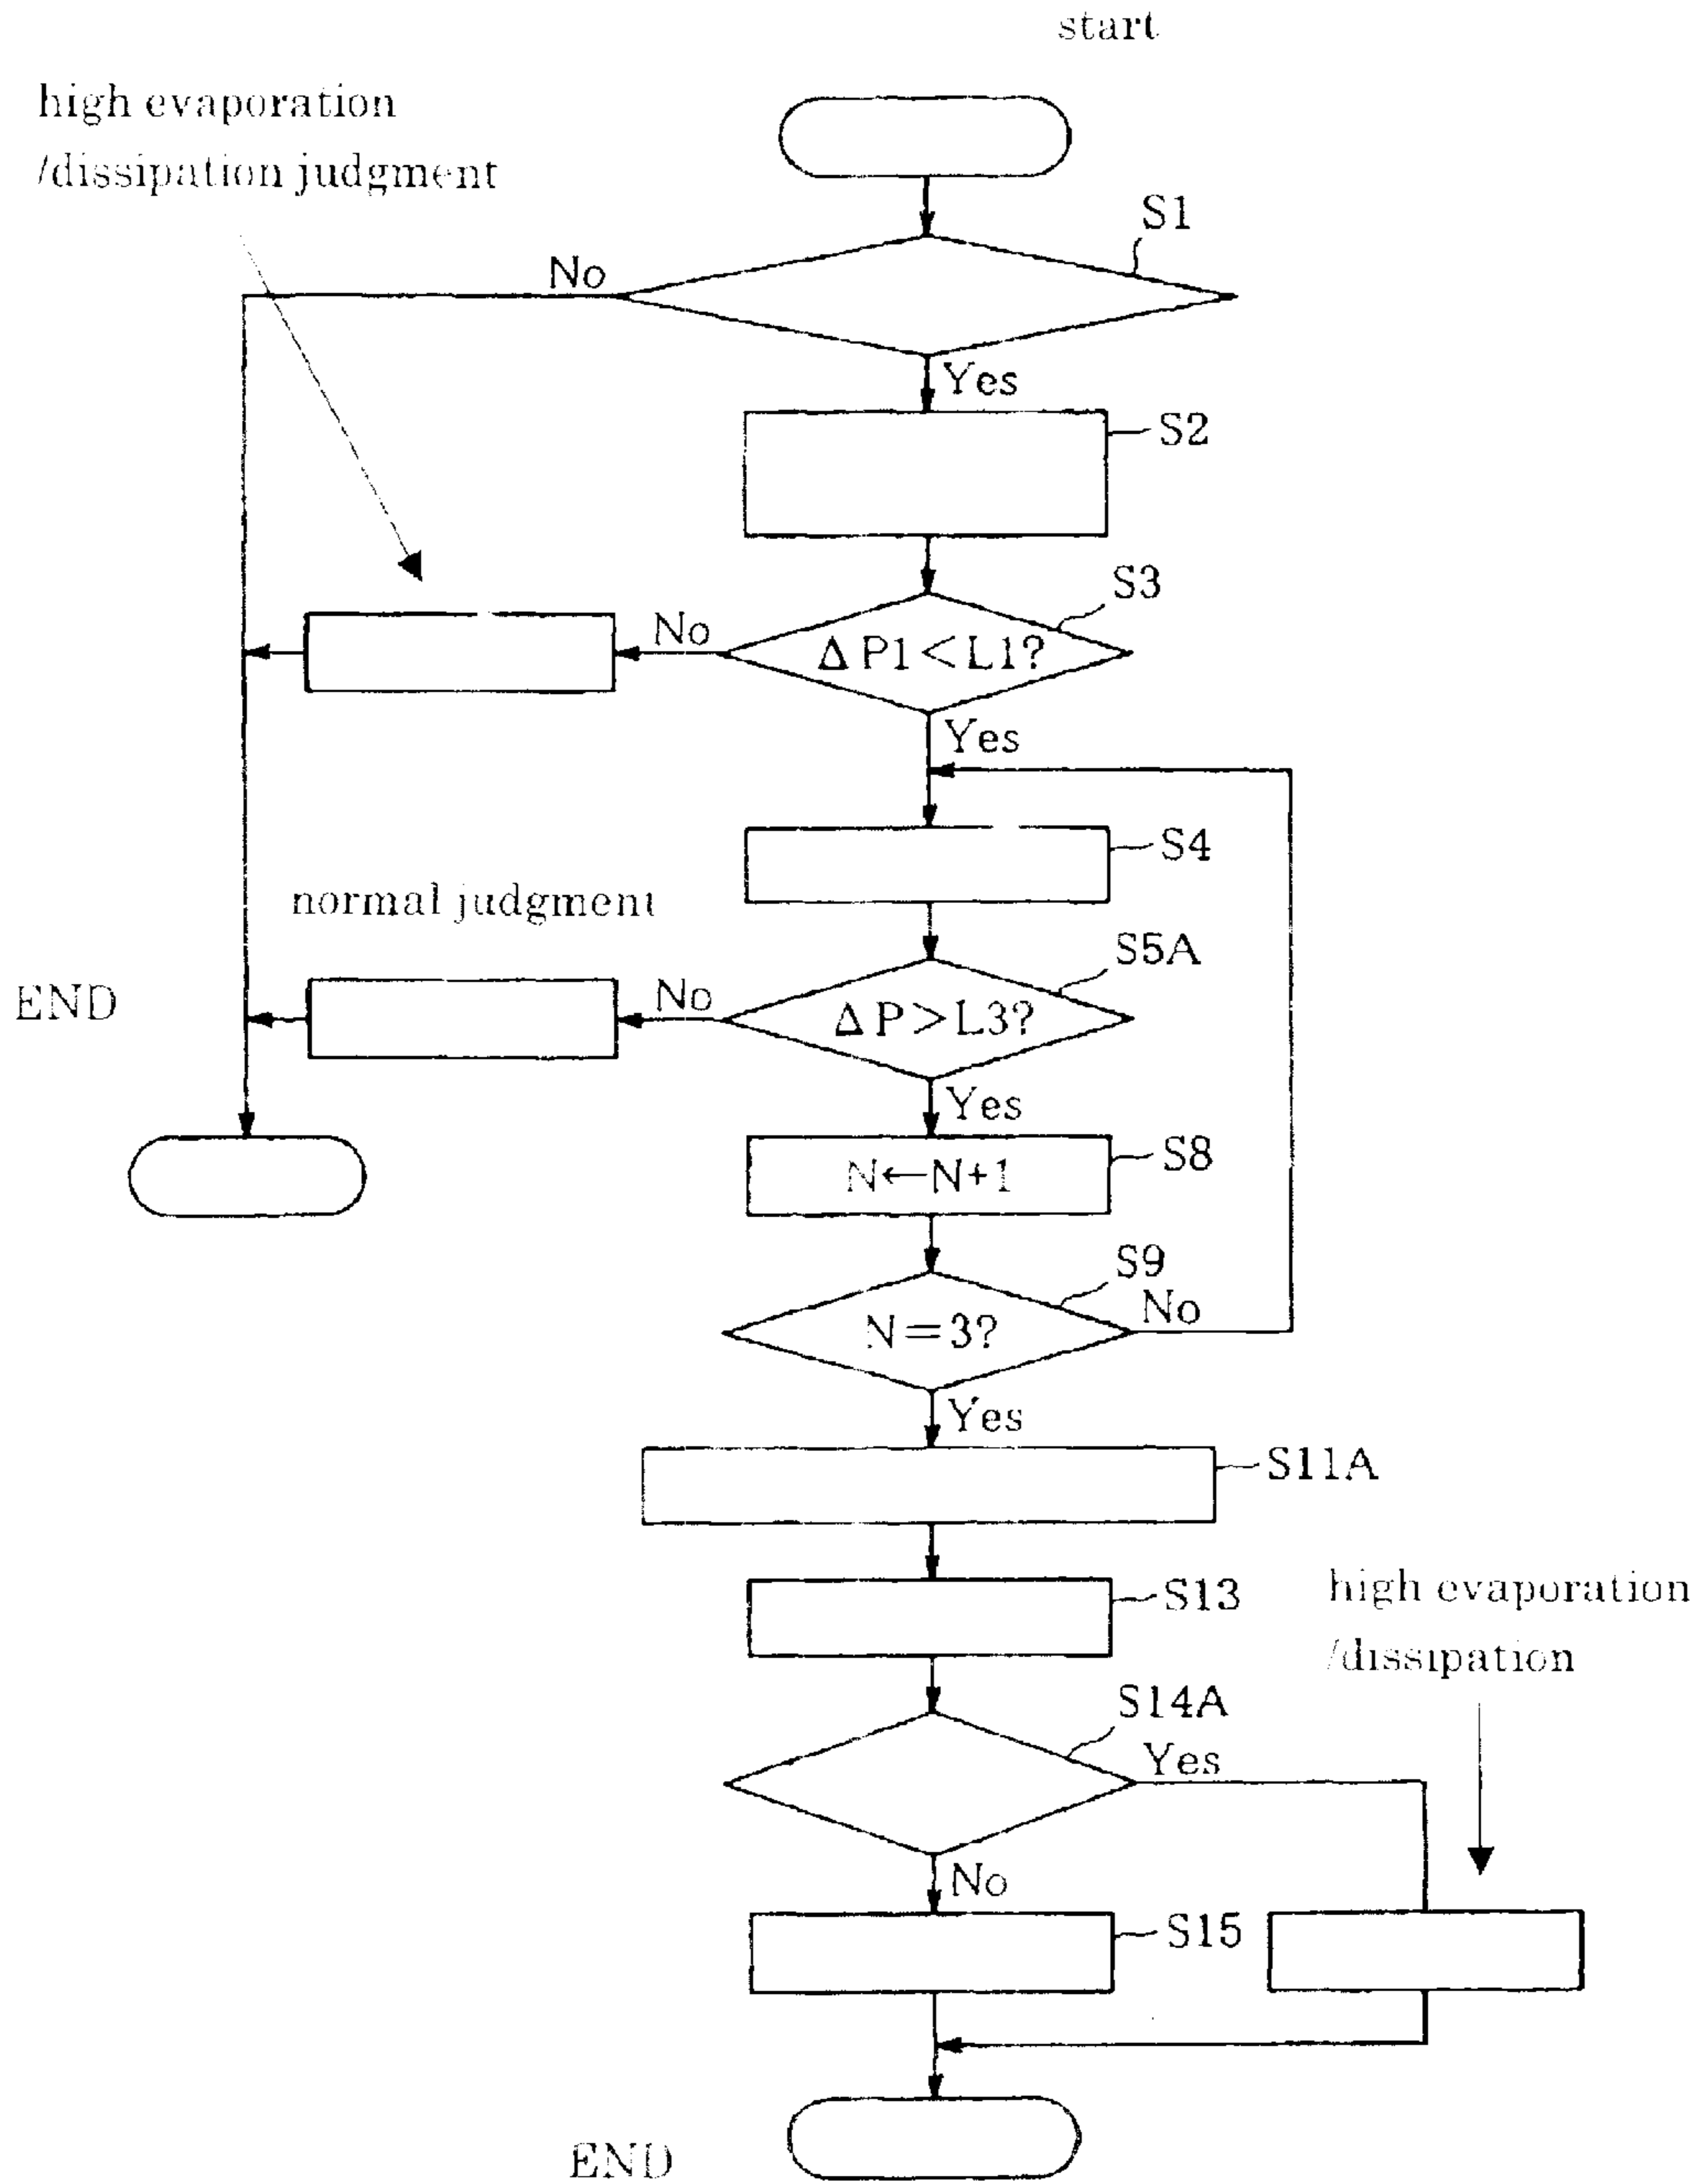 start
high evaporation
/dissipation judgment
S1
No
Yes
S2
S3
No
ΔP1<L1?
Yes
S4
normal judgment
S5A
END
No
ΔP>L3?
Yes
S8
N←N+1
S9
N=3?
No
Yes
S11A
S13
high evaporation
/dissipation
S14A
Yes
No
S15
END